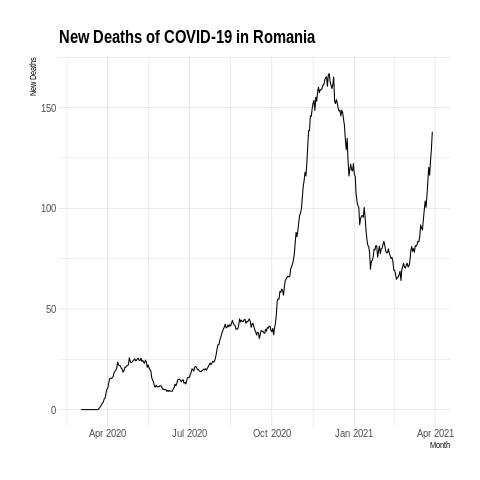 New Deaths of COVID-19 in Romania
New Deaths
150
100
50
0
Apr 2020 Jul 2020 Oct 2020 Jan 2021 Apr 2021
Month